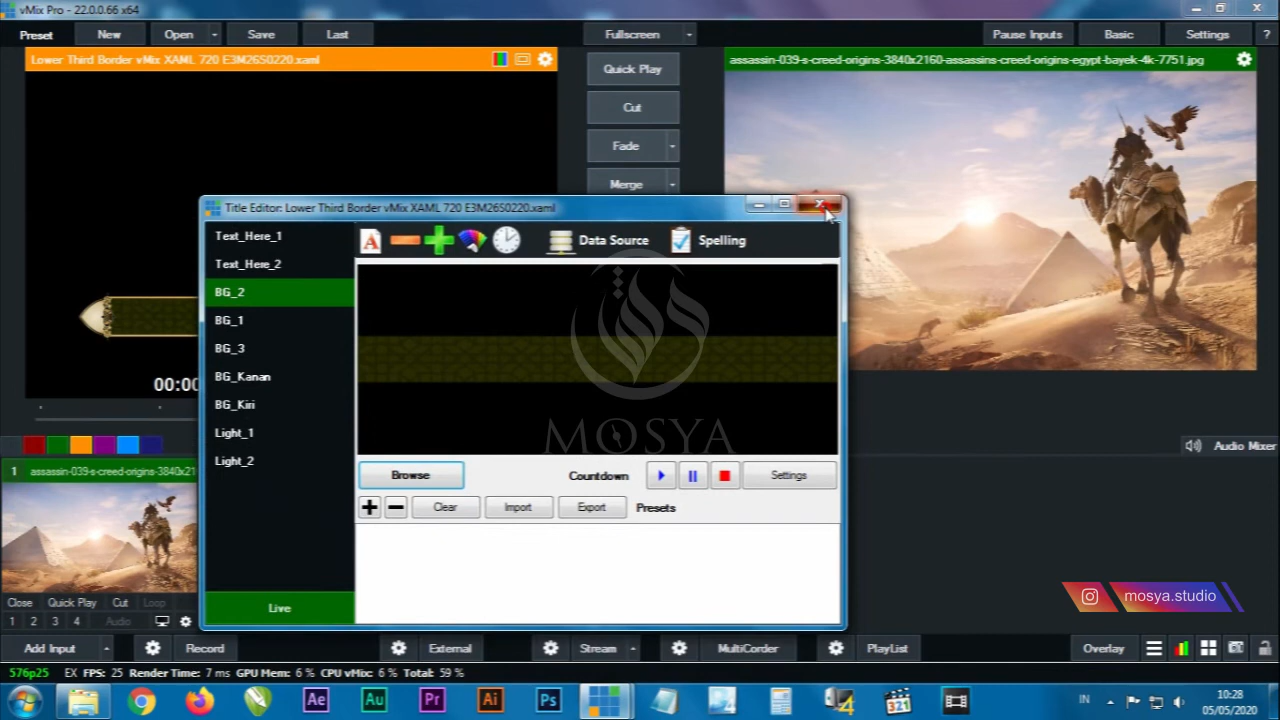 vMix Pro - 22.0.0.66 x64
Preset
New
Open
Save
Last
Fullscreen
Pause Inputs
Basic
Settings
?
Lower Third Border vMix XAML 720 E3M26S0220.xaml
Quick Play
Cut
Fade
Merge
assassin-039-s-creed-origins-3840x2160-assassins-creed-origins-egypt-bayek-4k-7751.jpg
Title Editor: Lower Third Border vMix XAML 720 E3M26S0220.xaml
Text_Here_1
Text_Here_2
BG_2
BG_1
BG_3
BG_Kanan
BG_Kiri
Light_1
Light_2
Live
A
Data Source
Spelling
MOSYA
Browse
Countdown
Settings
Clear
Import
Export
Presets
00:00
Audio Mixer
1 assassin-039-s-creed-origins-3840x21
Close
Quick Play
Cut
Loop
1 2 3 4
Audio
mosya.studio
Add Input
Record
External
Stream
MultiCorder
PlayList
Overlay
576p25 EX FPS: 25 Render Time: 7 ms GPU Mem: 6 % CPU vMix: 6 % Total: 59 %
Ae
Au
Pr
Ai
Ps
4
321
IN
10:28
05/05/2020